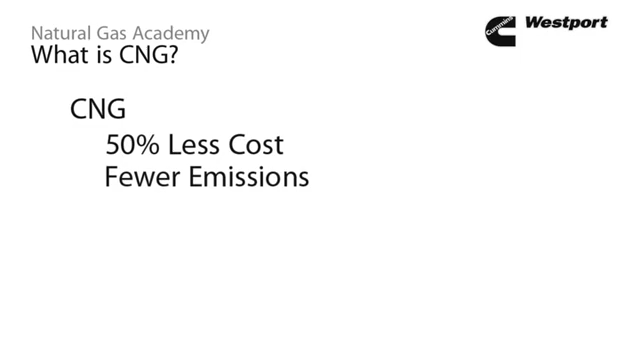 Natural Gas Academy
What is CNG?
Cummins
Westport
CNG
50% Less Cost
Fewer Emissions